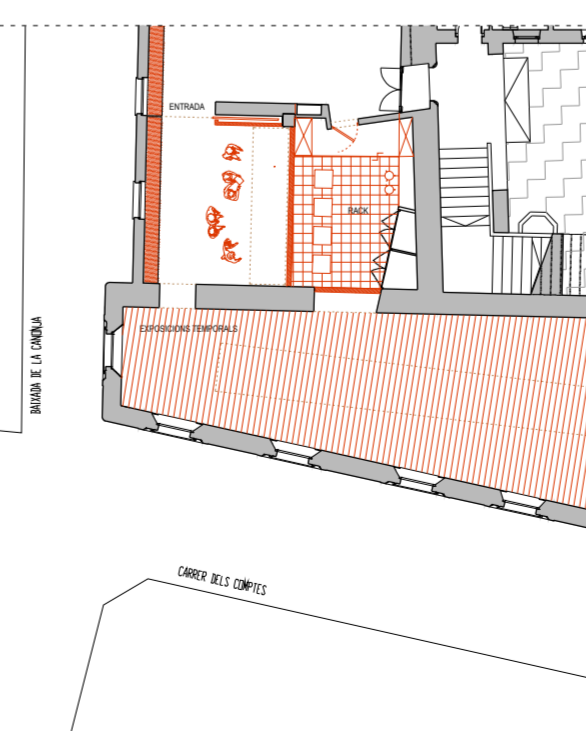 ENTRADA
RACK
EXPOSICIONS TEMPORALS
BAIXADA DE LA CANONJA
CARRER DELS COMPTES